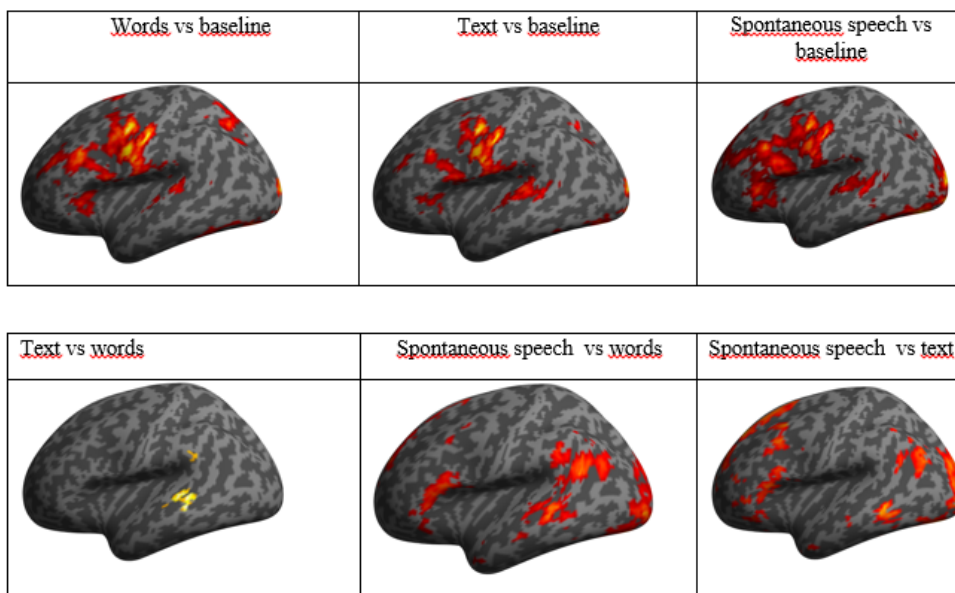 Words vs baseline
Text vs baseline
Spontaneous speech vs
baseline
Text vs words
Spontaneous speech vs words
Spontaneous speech vs text